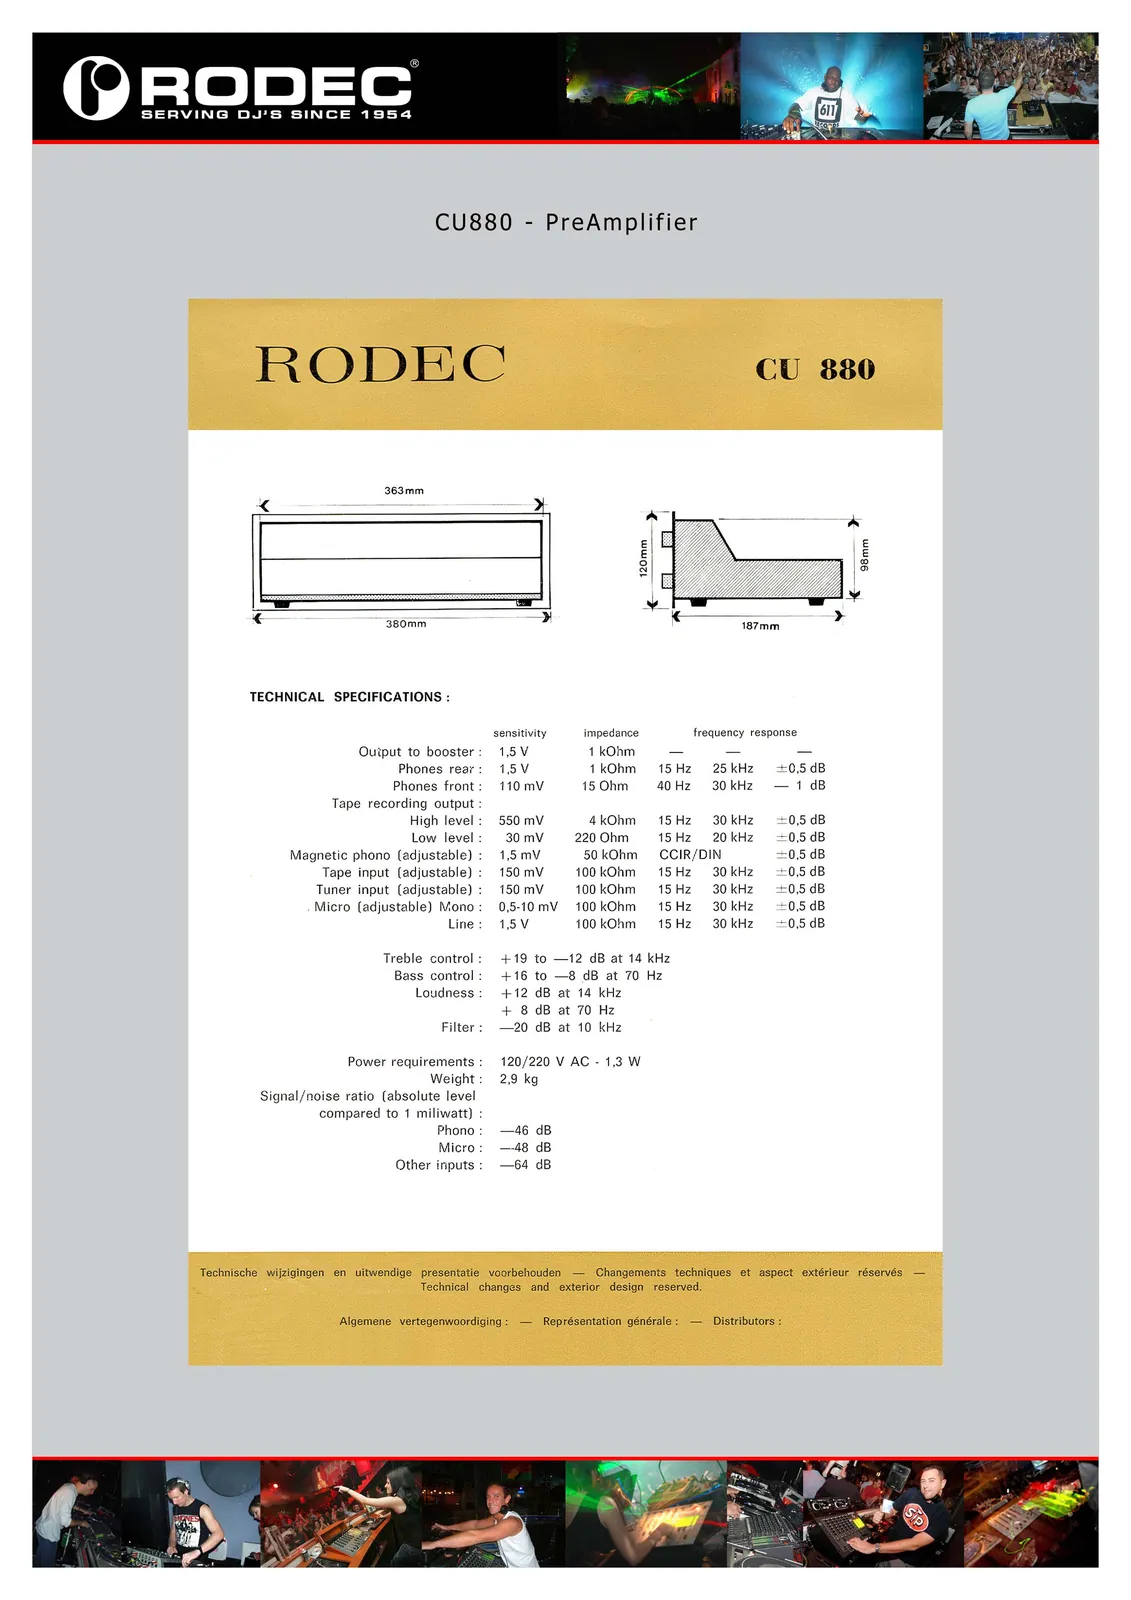 RODEC®
SERVING DJ'S SINCE 1954
611
CU880 - PreAmplifier
RODEC CU 880
363mm
380mm
120mm
98mm
187mm
TECHNICAL SPECIFICATIONS :
sensitivity impedance frequency response
Output to booster : 1,5 V 1 kOhm — — —
Phones rear : 1,5 V 1 kOhm 15 Hz 25 kHz ±0,5 dB
Phones front : 110 mV 15 Ohm 40 Hz 30 kHz — 1 dB
Tape recording output :
High level : 550 mV 4 kOhm 15 Hz 30 kHz ±0,5 dB
Low level : 30 mV 220 Ohm 15 Hz 20 kHz ±0,5 dB
Magnetic phono (adjustable) : 1,5 mV 50 kOhm CCIR/DIN ±0,5 dB
Tape input (adjustable) : 150 mV 100 kOhm 15 Hz 30 kHz ±0,5 dB
Tuner input (adjustable) : 150 mV 100 kOhm 15 Hz 30 kHz ±0,5 dB
Micro (adjustable) Mono : 0,5-10 mV 100 kOhm 15 Hz 30 kHz ±0,5 dB
Line : 1,5 V 100 kOhm 15 Hz 30 kHz ±0,5 dB
Treble control : +19 to —12 dB at 14 kHz
Bass control : +16 to —8 dB at 70 Hz
Loudness : +12 dB at 14 kHz
+ 8 dB at 70 Hz
Filter : —20 dB at 10 kHz
Power requirements : 120/220 V AC - 1,3 W
Weight : 2,9 kg
Signal/noise ratio (absolute level
compared to 1 miliwatt) :
Phono : —46 dB
Micro : —48 dB
Other inputs : —64 dB
Technische wijzigingen en uitwendige presentatie voorbehouden — Changements techniques et aspect extérieur réservés —
Technical changes and exterior design reserved.
Algemene vertegenwoordiging : — Représentation générale : — Distributors :